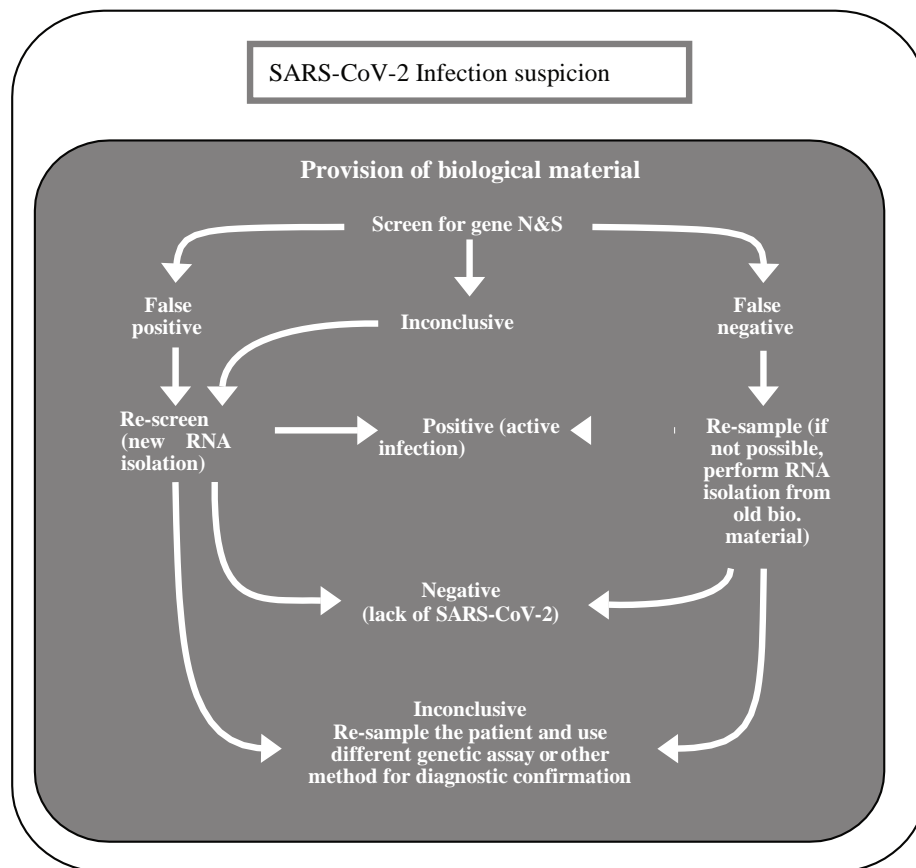 SARS-CoV-2 Infection suspicion
Provision of biological material
Screen for gene N&S
False
positive
Inconclusive
False
negative
Re-screen
(new RNA
isolation)
Positive (active
infection)
Re-sample (if
not possible,
perform RNA
isolation from
old bio.
material)
Negative
(lack of SARS-CoV-2)
Inconclusive
Re-sample the patient and use
different genetic assay or other
method for diagnostic confirmation